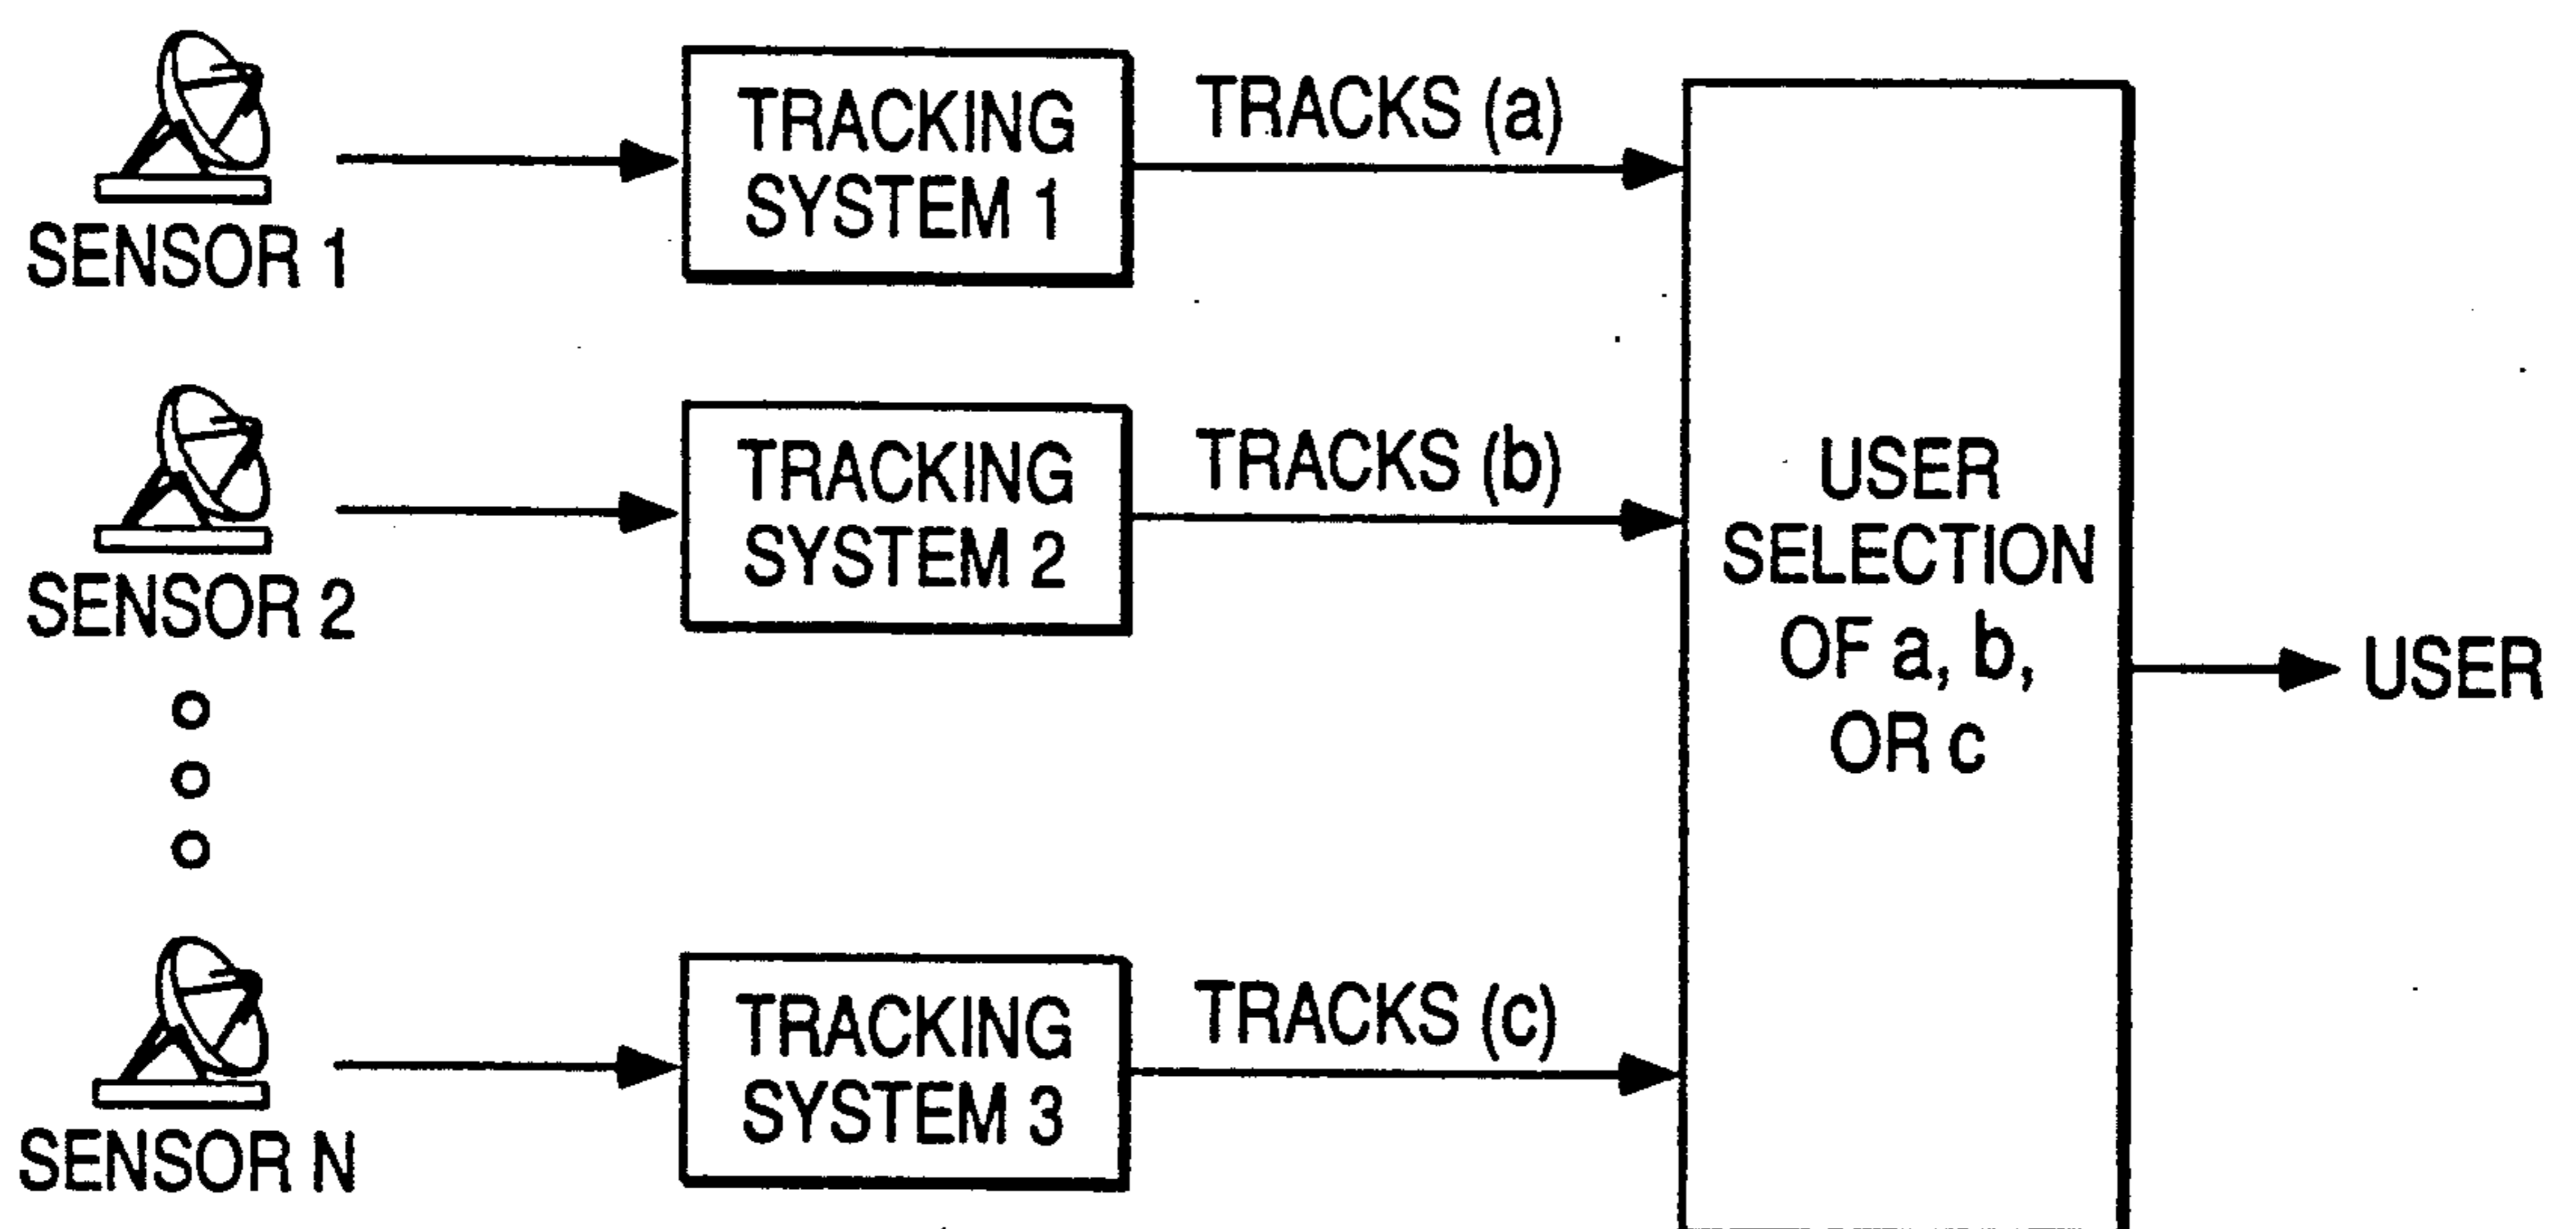 SENSOR 1
TRACKING
SYSTEM 1
TRACKS (a)
SENSOR 2
TRACKING
SYSTEM 2
TRACKS (b)
SENSOR N
TRACKING
SYSTEM 3
TRACKS (c)
USER
SELECTION
OF a, b,
OR c
USER